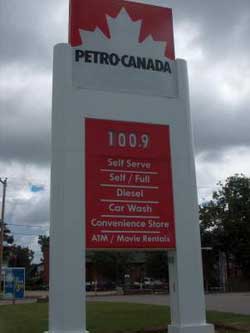 PETRO-CANADA
100.9
Self Serve
Self / Full
Diesel
Car Wash
Convenience Store
ATM / Movie Rentals